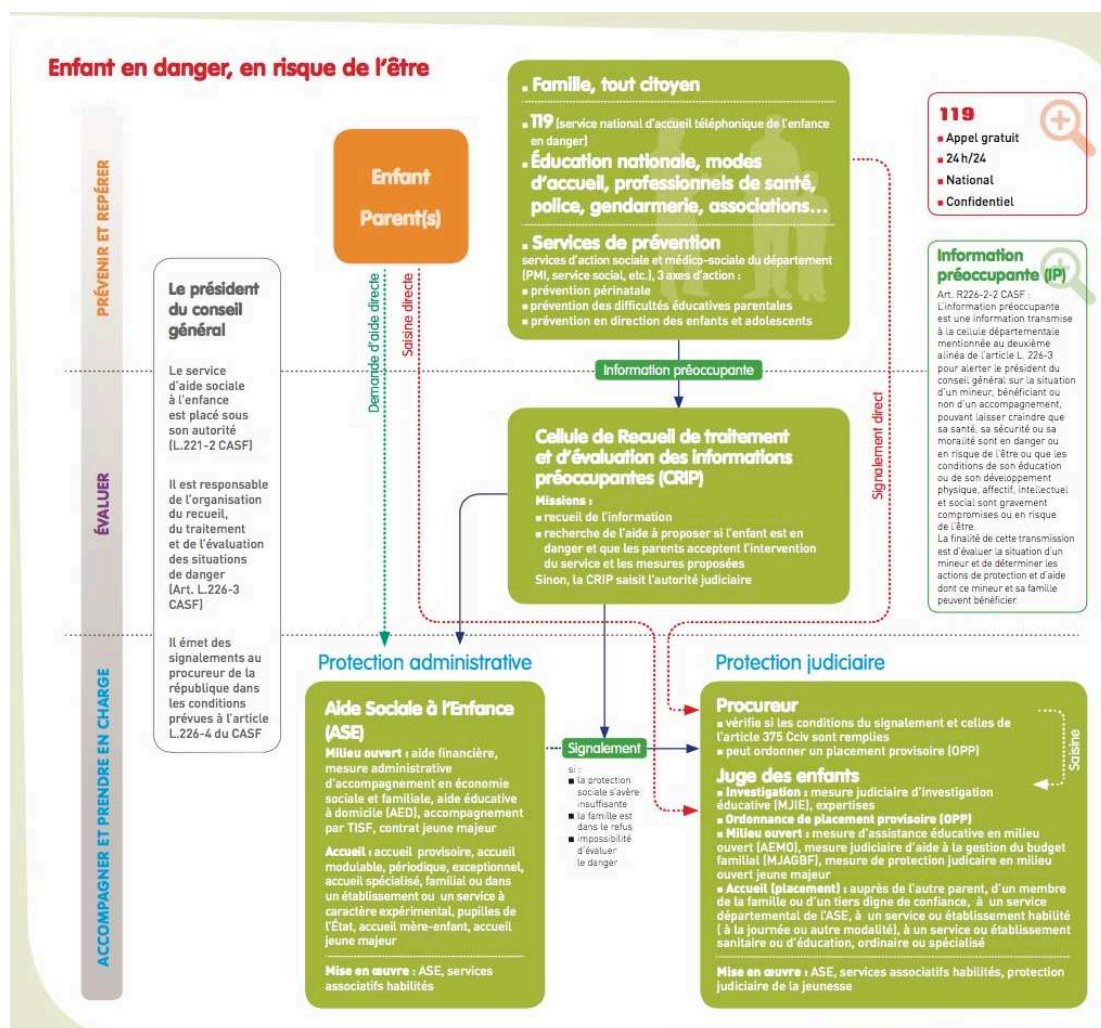 Enfant en danger, en risque de l'être
PRÉVENIR ET REPÉRER
ÉVALUER
ACCOMPAGNER ET PRENDRE EN CHARGE
Le président
du conseil
général
Le service
d'aide sociale
à l'enfance
est placé sous
son autorité
(L.221-2 CASF)
Il est responsable
de l'organisation
du recueil,
du traitement
et de l'évaluation
des situations
de danger
(Art. L.226-3
CASF)
Il émet des
signalements au
procureur de la
république dans
les conditions
prévues à l'article
L.226-4 du CASF
Enfant
Parent(s)
Demande d'aide directe
Saisine directe
▪ Famille, tout citoyen
▪ 119 (service national d'accueil téléphonique de l'enfance
en danger)
▪ Éducation nationale, modes
d'accueil, professionnels de santé,
police, gendarmerie, associations...
▪ Services de prévention
services d'action sociale et médico-sociale du département
(PMI, service social, etc.), 3 axes d'action :
▪ prévention périnatale
▪ prévention des difficultés éducatives parentales
▪ prévention en direction des enfants et adolescents
Information préoccupante
Signalement direct
Cellule de Recueil de traitement
et d'évaluation des informations
préoccupantes (CRIP)
Missions :
▪ recueil de l'information
▪ recherche de l'aide à proposer si l'enfant est en
danger et que les parents acceptent l'intervention
du service et les mesures proposées
Sinon, la CRIP saisit l'autorité judiciaire
119
▪ Appel gratuit
▪ 24h/24
▪ National
▪ Confidentiel
Information
préoccupante (IP)
Art. R226-2-2 CASF :
L'information préoccupante
est une information transmise
à la cellule départementale
mentionnée au deuxième
alinéa de l'article L. 226-3
pour alerter le président du
conseil général sur la situation
d'un mineur, bénéficiant ou
non d'un accompagnement,
pouvant laisser craindre que
sa santé, sa sécurité ou sa
moralité sont en danger ou
en risque de l'être ou que les
conditions de son éducation
ou de son développement
physique, affectif, intellectuel
et social sont gravement
compromises ou en risque
de l'être.
La finalité de cette transmission
est d'évaluer la situation d'un
mineur et de déterminer les
actions de protection et d'aide
dont ce mineur et sa famille
peuvent bénéficier.
Protection administrative
Aide Sociale à l'Enfance
(ASE)
Milieu ouvert : aide financière,
mesure administrative
d'accompagnement en économie
sociale et familiale, aide éducative
à domicile (AED), accompagnement
par TISF, contrat jeune majeur
Accueil : accueil provisoire, accueil
modulable, périodique, exceptionnel,
accueil spécialisé, familial ou dans
un établissement ou un service à
caractère expérimental, pupilles de
l'État, accueil mère-enfant, accueil
jeune majeur
Mise en œuvre : ASE, services
associatifs habilités
Signalement
si :
▪ la protection
sociale s'avère
insuffisante
▪ la famille est
dans le refus
▪ impossibilité
d'évaluer
le danger
Protection judiciaire
Procureur
▪ vérifie si les conditions du signalement et celles de
l'article 375 Cciv sont remplies
▪ peut ordonner un placement provisoire (OPP)
Saisine
Juge des enfants
▪ Investigation : mesure judiciaire d'investigation
éducative (MJIE), expertises
▪ Ordonnance de placement provisoire (OPP)
▪ Milieu ouvert : mesure d'assistance éducative en milieu
ouvert (AEMO), mesure judiciaire d'aide à la gestion du budget
familial (MJAGBF), mesure de protection judicaire en milieu
ouvert jeune majeur
▪ Accueil (placement) : auprès de l'autre parent, d'un membre
de la famille ou d'un tiers digne de confiance, à un service
départemental de l'ASE, à un service ou établissement habilité
( à la journée ou autre modalité), à un service ou établissement
sanitaire ou d'éducation, ordinaire ou spécialisé
Mise en œuvre : ASE, services associatifs habilités, protection
judiciaire de la jeunesse